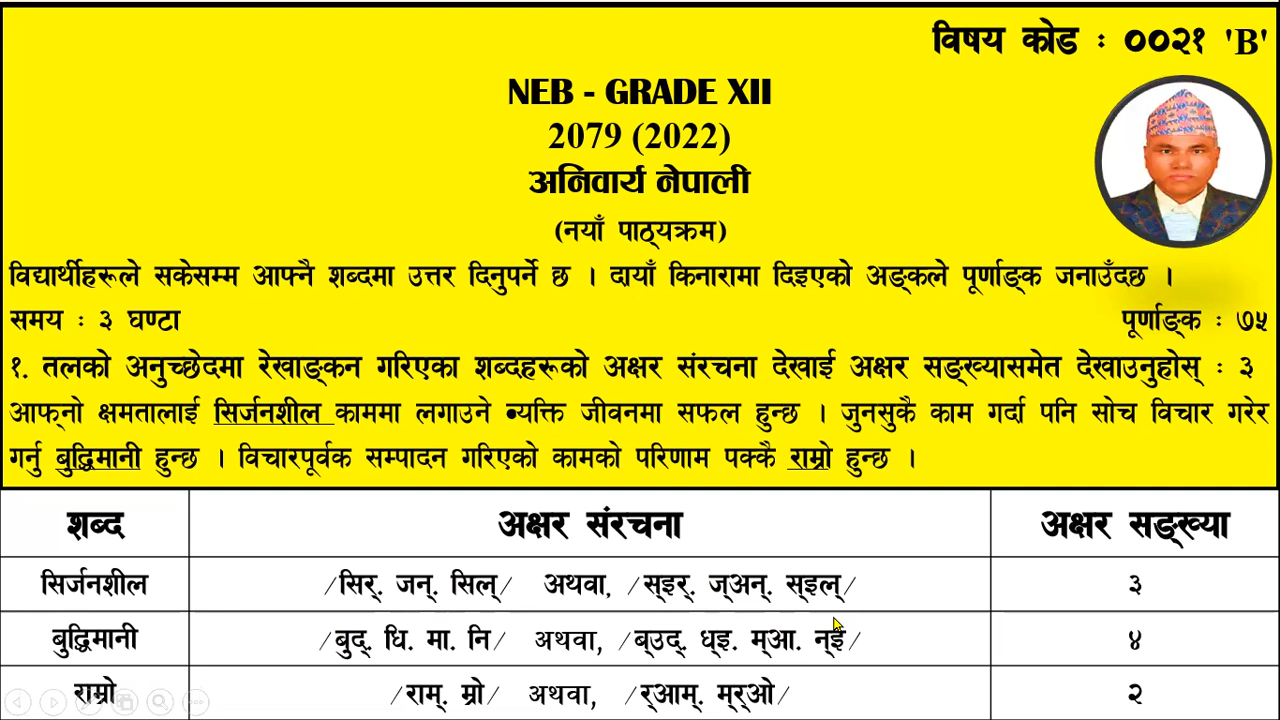 विषय कोड : ००२१ 'B'
NEB - GRADE XII
2079 (2022)
अनिवार्य नेपाली
(नयाँ पाठ्यक्रम)
विद्यार्थीहरूले सकेसम्म आफ्नै शब्दमा उत्तर दिनुपर्ने छ । दायाँ किनारामा दिइएको अङ्कले पूर्णाङ्क जनाउँदछ ।
समय : ३ घण्टा पूर्णाङ्क : ७५
१. तलको अनुच्छेदमा रेखाङ्कन गरिएका शब्दहरूको अक्षर संरचना देखाई अक्षर सङ्ख्यासमेत देखाउनुहोस् : ३
आफ्‌नो क्षमतालाई सिर्जनशील काममा लगाउने •यक्ति जीवनमा सफल हुन्छ । जुनसुकै काम गर्दा पनि सोच विचार गरेर
गर्नु बुद्धिमानी हुन्छ । विचारपूर्वक सम्पादन गरिएको कामको परिणाम पक्कै राम्रो हुन्छ ।
शब्द अक्षर संरचना अक्षर सङ्ख्या
सिर्जनशील /सिर्. जन्. सिल्/ अथवा, /स्‌इर्. ज्‌अन्. स्‌इल्/ ३
बुद्धिमानी /बुद्. धि. मा. नि/ अथवा, /ब्‌उद्. ध्‌इ. म्‌आ. न्‌इ/ ४
राम्रो /राम्. म्रो/ अथवा, /र्‌आम्. म्‌र्‌ओ/ २